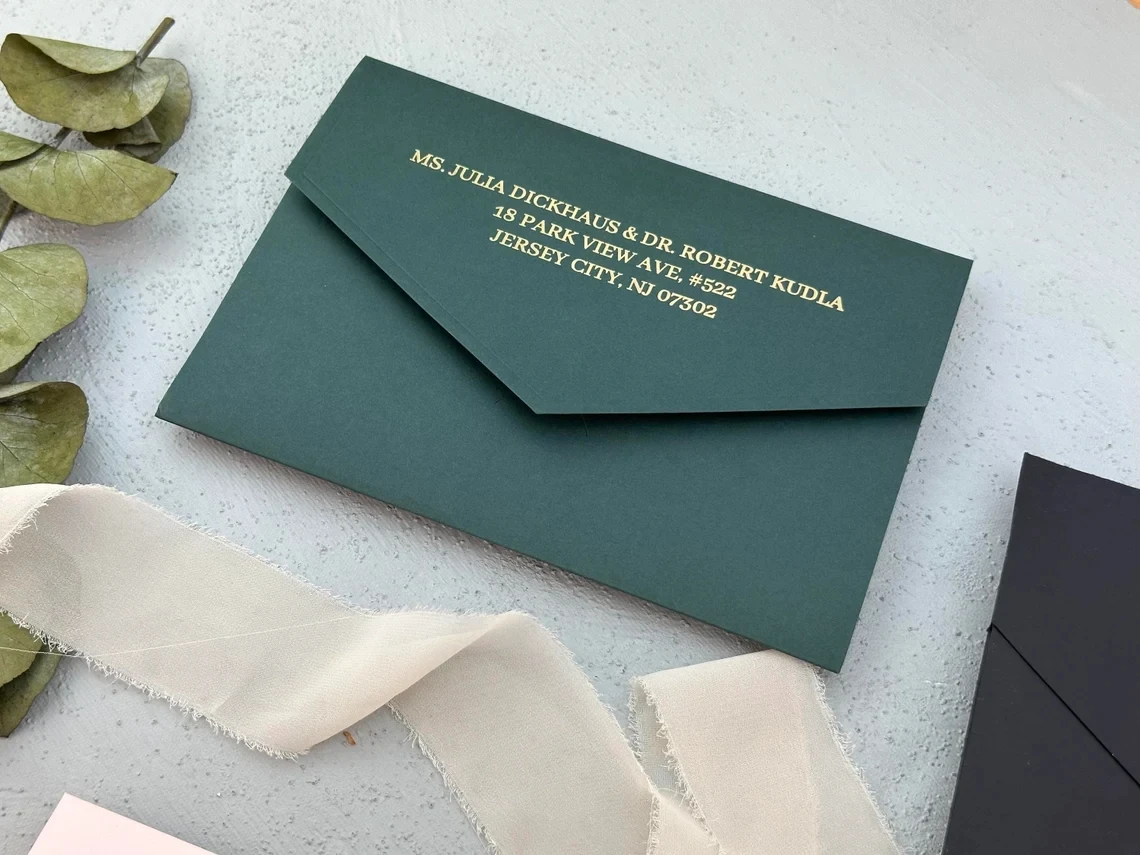 MS. JULIA DICKHAUS & DR. ROBERT KUDLA
18 PARK VIEW AVE, #522
JERSEY CITY, NJ 07302